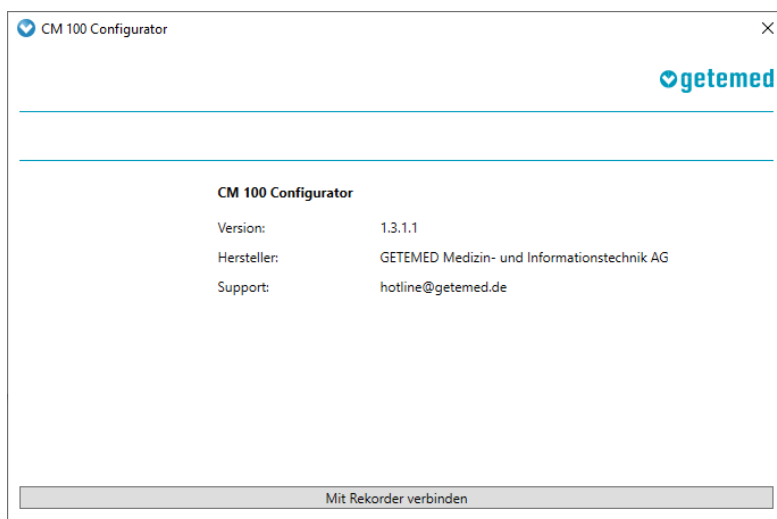 CM 100 Configurator
getemed
CM 100 Configurator
Version: 1.3.1.1
Hersteller: GETEMED Medizin- und Informationstechnik AG
Support: hotline@getemed.de
Mit Rekorder verbinden